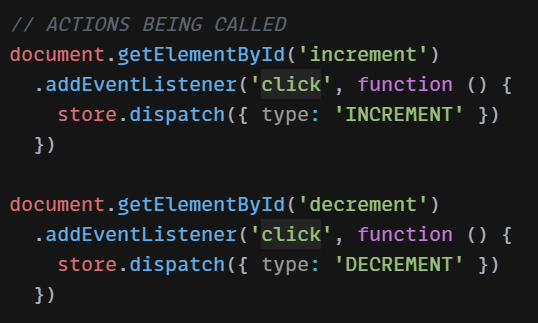 // ACTIONS BEING CALLED
document.getElementById('increment')
  .addEventListener('click', function () {
    store.dispatch({ type: 'INCREMENT' })
  })

document.getElementById('decrement')
  .addEventListener('click', function () {
    store.dispatch({ type: 'DECREMENT' })
  })